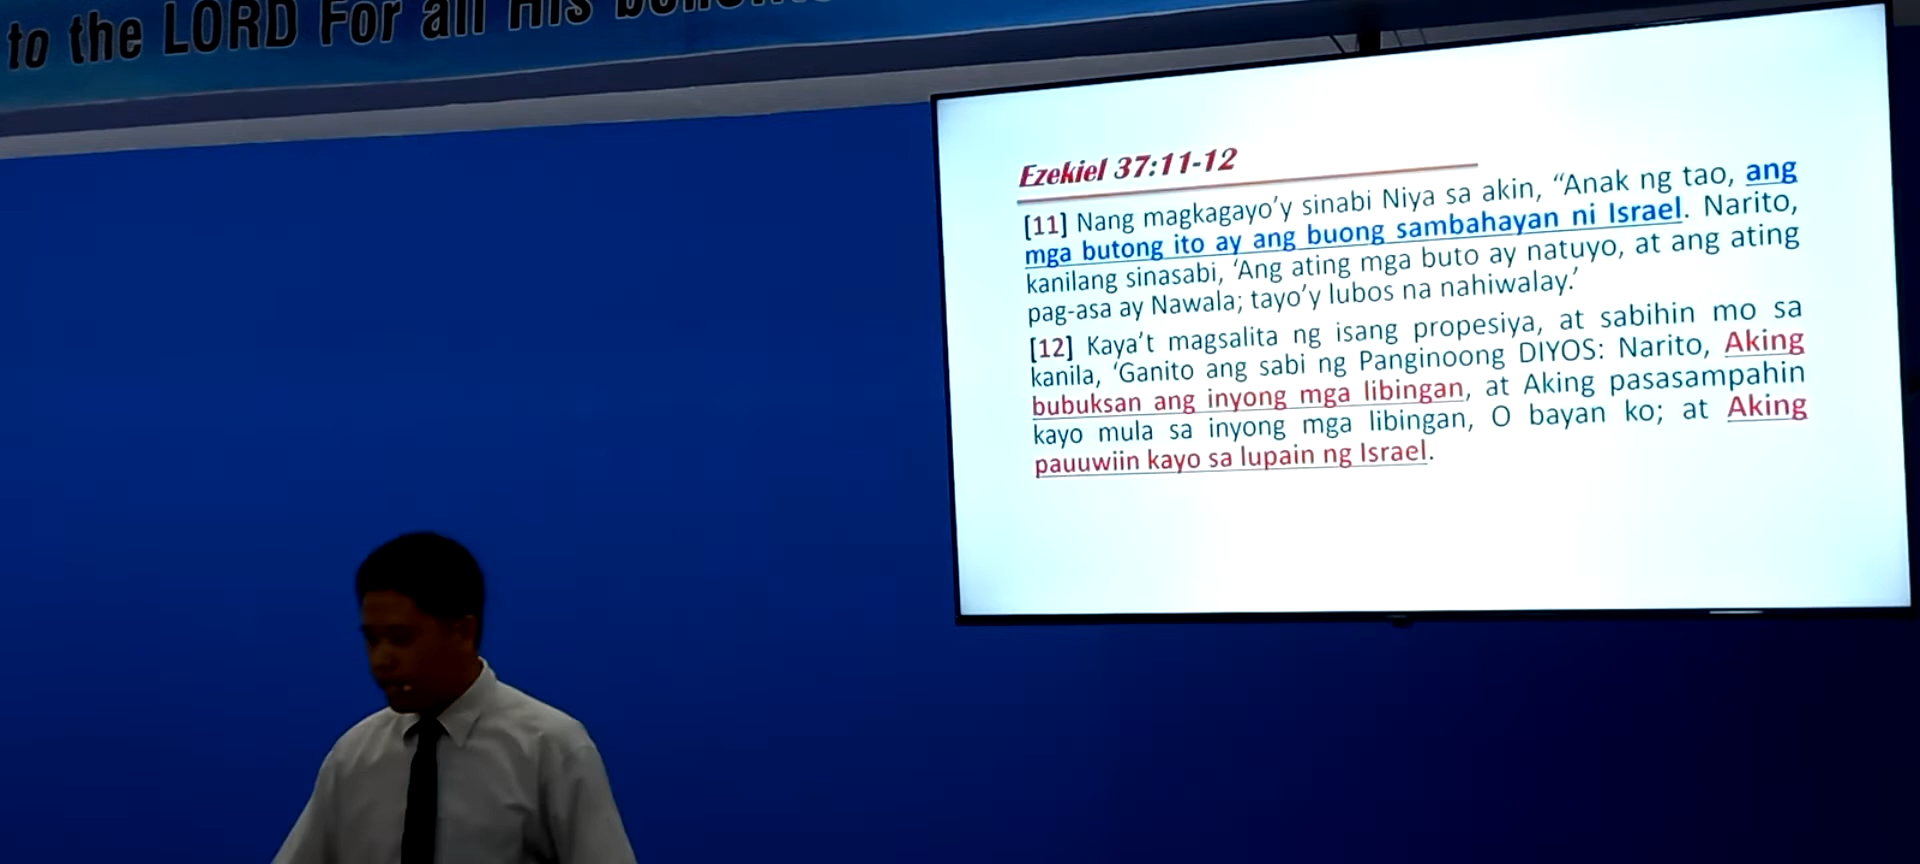 to the LORD For all His
Ezekiel 37:11-12
[11] Nang magkagayo’y sinabi Niya sa akin, “Anak ng tao, ang
mga butong ito ay ang buong sambahayan ni Israel. Narito,
kanilang sinasabi, ‘Ang ating mga buto ay natuyo, at ang ating
pag-asa ay Nawala; tayo’y lubos na nahiwalay.’
[12] Kaya’t magsalita ng isang propesiya, at sabihin mo sa
kanila, ‘Ganito ang sabi ng Panginoong DIYOS: Narito, Aking
bubuksan ang inyong mga libingan, at Aking pasasampahin
kayo mula sa inyong mga libingan, O bayan ko; at Aking
pauuwiin kayo sa lupain ng Israel.